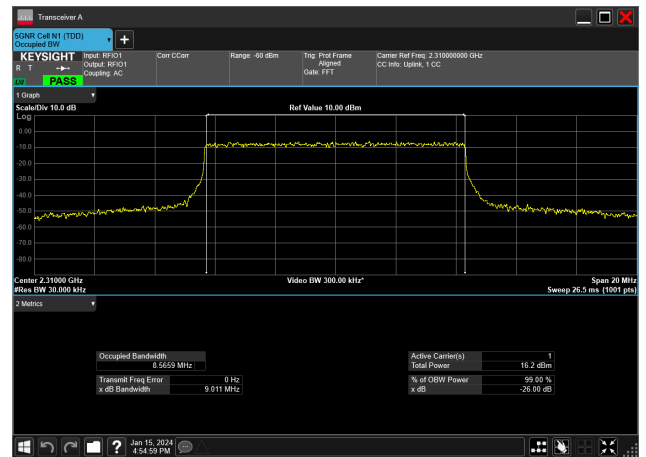 Transceiver A
5GNR Cell N1 (TDD)
Occupied BW
+
KEYSIGHT
R T
LW PASS
Input: RFIO1
Output: RFIO1
Coupling: AC
Corr CCorr
Range: -60 dBm
Trig: Prot Frame
Aligned
Gate: FFT
Carrier Ref Freq: 2.310000000 GHz
CC Info: Uplink, 1 CC
1 Graph
Scale/Div 10.0 dB
Ref Value 10.00 dBm
Log
0.00
-10.0
-20.0
-30.0
-40.0
-50.0
-60.0
-70.0
-80.0
Center 2.31000 GHz
Video BW 300.00 kHz*
Span 20 MHz
#Res BW 30.000 kHz
Sweep 26.5 ms (1001 pts)
2 Metrics
Occupied Bandwidth
8.5659 MHz
Active Carrier(s) 1
Total Power 16.2 dBm
Transmit Freq Error 0 Hz
x dB Bandwidth 9.011 MHz
% of OBW Power 99.00 %
x dB -26.00 dB
?
Jan 15, 2024
4:54:59 PM